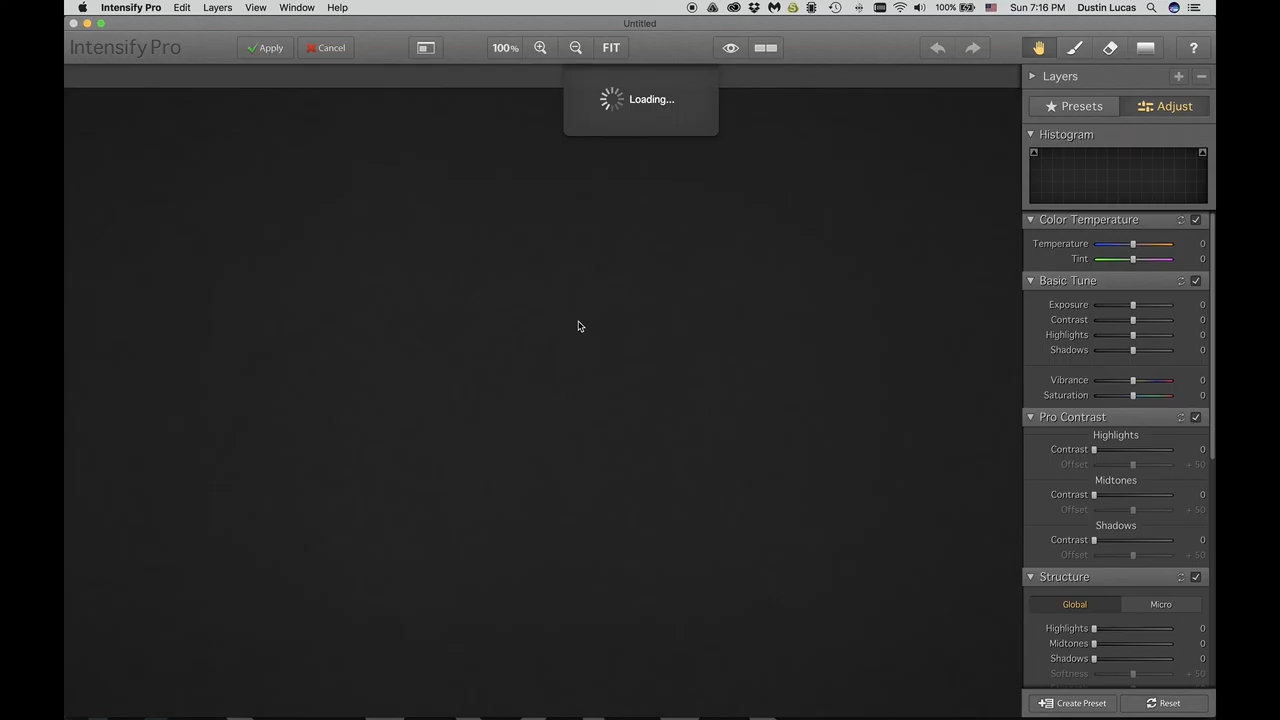 Intensify Pro Edit Layers View Window Help 100% Sun 7:16 PM Dustin Lucas
Untitled
Intensify Pro Apply Cancel 100% FIT ?
Loading...
Layers
Presets Adjust
Histogram
Color Temperature
Temperature 0
Tint 0
Basic Tune
Exposure 0
Contrast 0
Highlights 0
Shadows 0
Vibrance 0
Saturation 0
Pro Contrast
Highlights
Contrast 0
Offset + 50
Midtones
Contrast 0
Offset + 50
Shadows
Contrast 0
Offset + 50
Structure
Global Micro
Highlights 0
Midtones 0
Shadows 0
Softness + 50
Create Preset Reset